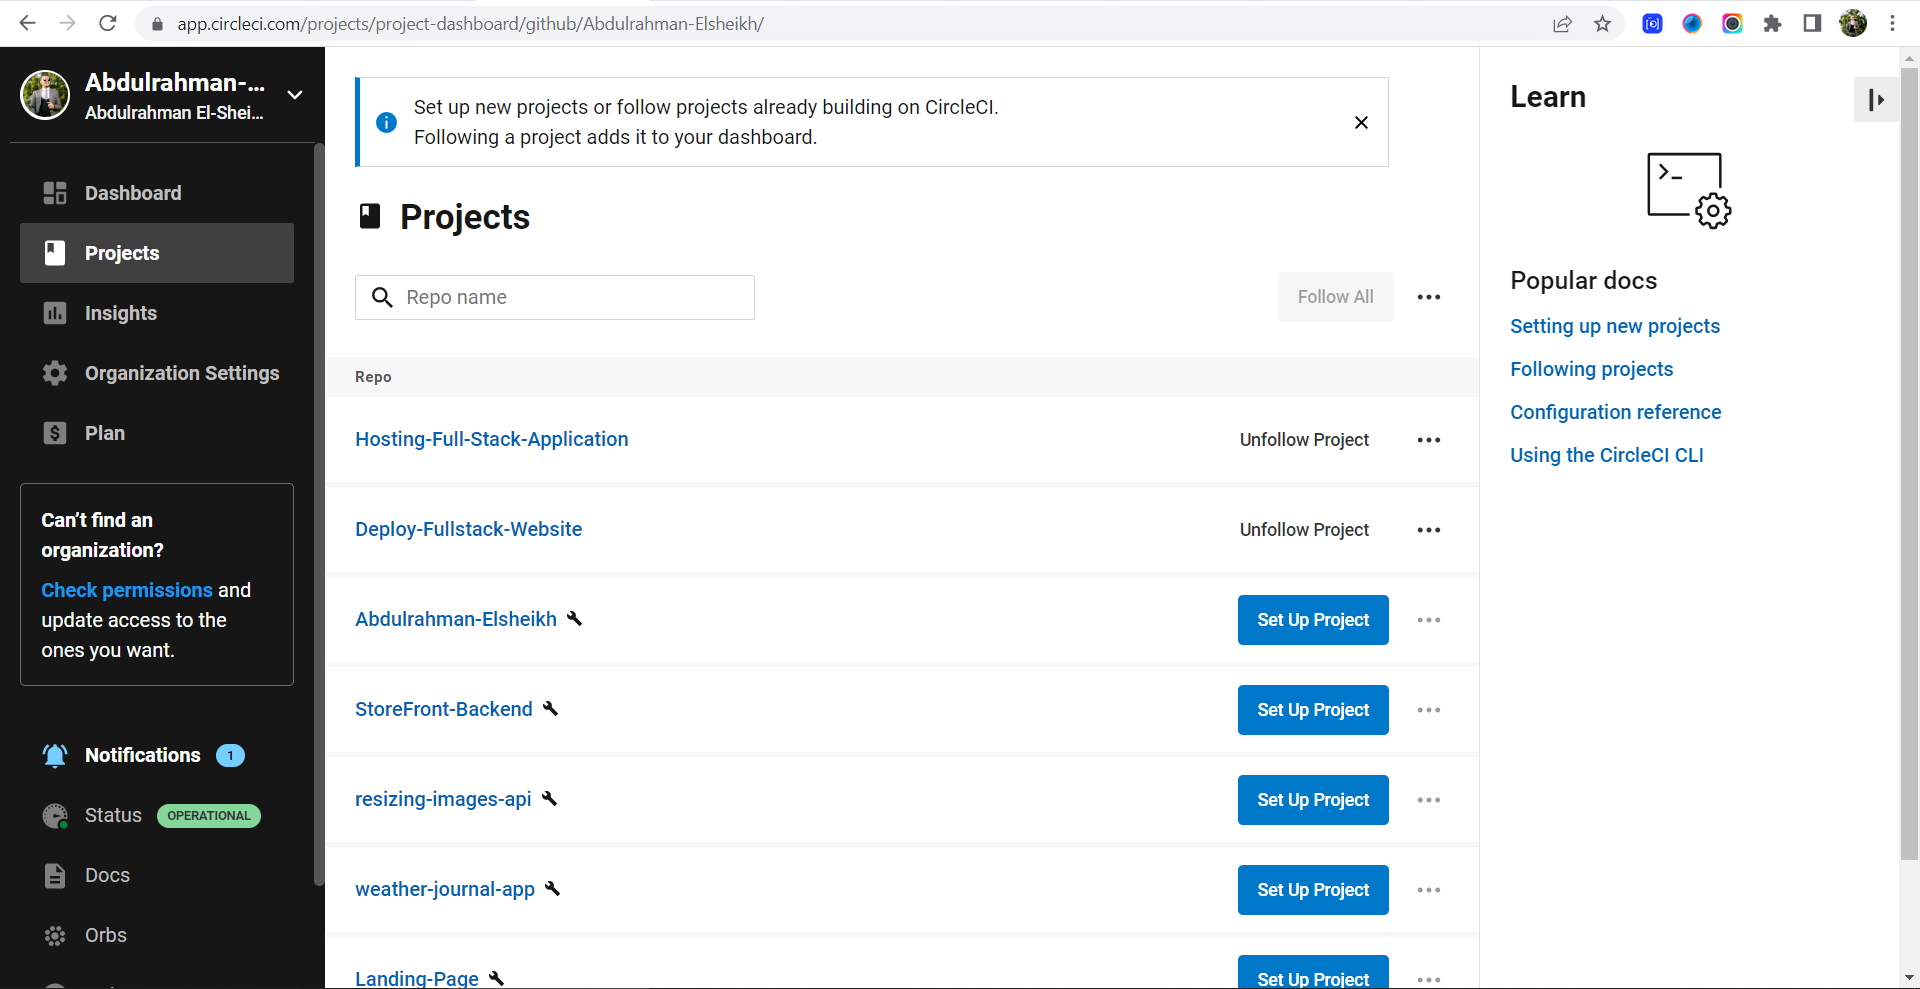 app.circleci.com/projects/project-dashboard/github/Abdulrahman-Elsheikh/
Abdulrahman-...
Abdulrahman El-Shei...
Dashboard
Projects
Insights
Organization Settings
Plan
Can’t find an
organization?
Check permissions and
update access to the
ones you want.
Notifications 1
Status OPERATIONAL
Docs
Orbs
Set up new projects or follow projects already building on CircleCI.
Following a project adds it to your dashboard.
Projects
Repo name
Follow All
Repo
Hosting-Full-Stack-Application Unfollow Project
Deploy-Fullstack-Website Unfollow Project
Abdulrahman-Elsheikh Set Up Project
StoreFront-Backend Set Up Project
resizing-images-api Set Up Project
weather-journal-app Set Up Project
Landing-Page Set Up Project
Learn
Popular docs
Setting up new projects
Following projects
Configuration reference
Using the CircleCI CLI